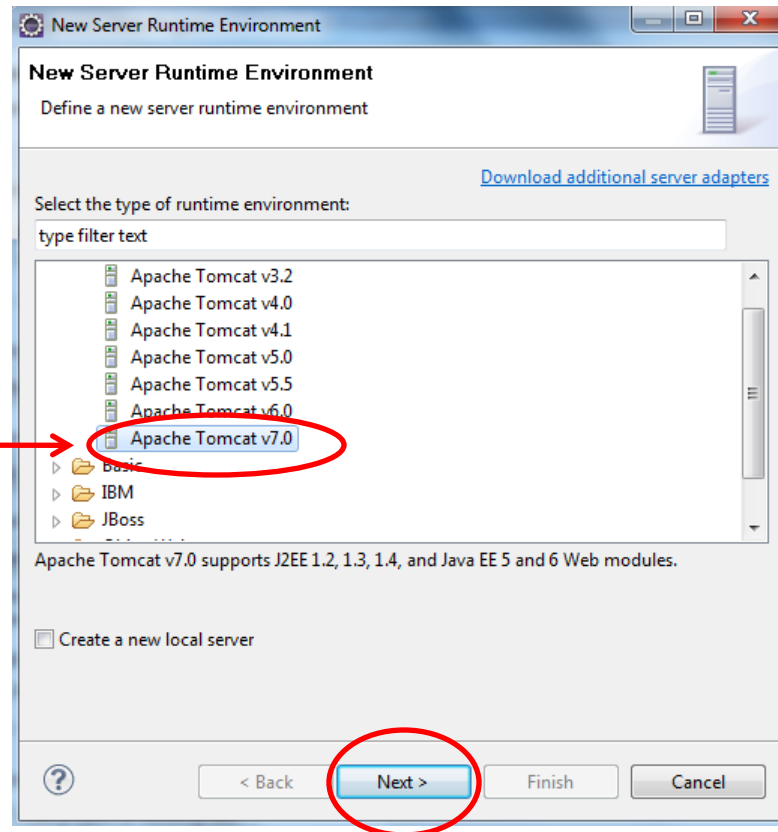 New Server Runtime Environment
New Server Runtime Environment
Define a new server runtime environment
Download additional server adapters
Select the type of runtime environment:
type filter text
Apache Tomcat v3.2
Apache Tomcat v4.0
Apache Tomcat v4.1
Apache Tomcat v5.0
Apache Tomcat v5.5
Apache Tomcat v6.0
Apache Tomcat v7.0
Basic
IBM
JBoss
Apache Tomcat v7.0 supports J2EE 1.2, 1.3, 1.4, and Java EE 5 and 6 Web modules.
Create a new local server
? < Back Next > Finish Cancel